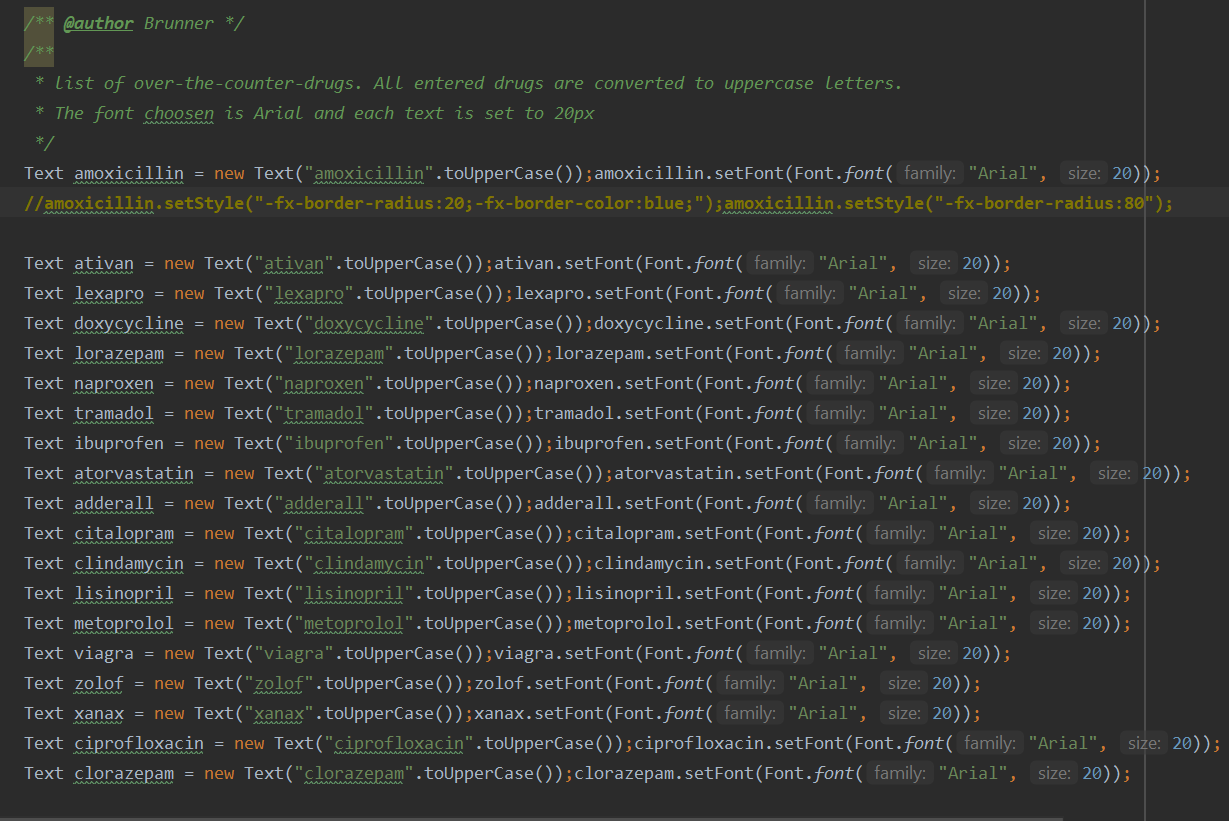 /** @author Brunner */
/**
 * list of over-the-counter-drugs. All entered drugs are converted to uppercase letters.
 * The font choosen is Arial and each text is set to 20px
 */
Text amoxicillin = new Text("amoxicillin".toUpperCase());amoxicillin.setFont(Font.font( family: "Arial", size: 20));
//amoxicillin.setStyle("-fx-border-radius:20;-fx-border-color:blue;");amoxicillin.setStyle("-fx-border-radius:80");
Text ativan = new Text("ativan".toUpperCase());ativan.setFont(Font.font( family: "Arial", size: 20));
Text lexapro = new Text("lexapro".toUpperCase());lexapro.setFont(Font.font( family: "Arial", size: 20));
Text doxycycline = new Text("doxycycline".toUpperCase());doxycycline.setFont(Font.font( family: "Arial", size: 20));
Text lorazepam = new Text("lorazepam".toUpperCase());lorazepam.setFont(Font.font( family: "Arial", size: 20));
Text naproxen = new Text("naproxen".toUpperCase());naproxen.setFont(Font.font( family: "Arial", size: 20));
Text tramadol = new Text("tramadol".toUpperCase());tramadol.setFont(Font.font( family: "Arial", size: 20));
Text ibuprofen = new Text("ibuprofen".toUpperCase());ibuprofen.setFont(Font.font( family: "Arial", size: 20));
Text atorvastatin = new Text("atorvastatin".toUpperCase());atorvastatin.setFont(Font.font( family: "Arial", size: 20));
Text adderall = new Text("adderall".toUpperCase());adderall.setFont(Font.font( family: "Arial", size: 20));
Text citalopram = new Text("citalopram".toUpperCase());citalopram.setFont(Font.font( family: "Arial", size: 20));
Text clindamycin = new Text("clindamycin".toUpperCase());clindamycin.setFont(Font.font( family: "Arial", size: 20));
Text lisinopril = new Text("lisinopril".toUpperCase());lisinopril.setFont(Font.font( family: "Arial", size: 20));
Text metoprolol = new Text("metoprolol".toUpperCase());metoprolol.setFont(Font.font( family: "Arial", size: 20));
Text viagra = new Text("viagra".toUpperCase());viagra.setFont(Font.font( family: "Arial", size: 20));
Text zolof = new Text("zolof".toUpperCase());zolof.setFont(Font.font( family: "Arial", size: 20));
Text xanax = new Text("xanax".toUpperCase());xanax.setFont(Font.font( family: "Arial", size: 20));
Text ciprofloxacin = new Text("ciprofloxacin".toUpperCase());ciprofloxacin.setFont(Font.font( family: "Arial", size: 20));
Text clorazepam = new Text("clorazepam".toUpperCase());clorazepam.setFont(Font.font( family: "Arial", size: 20));